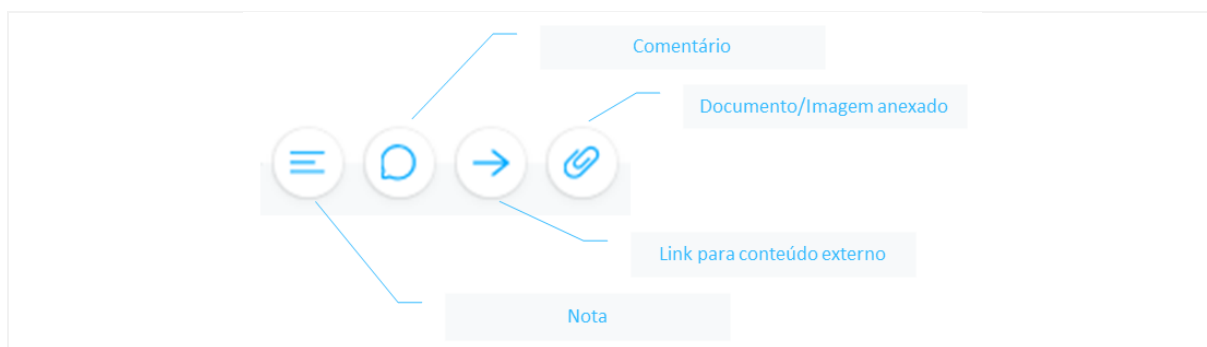 Comentário
Documento/Imagem anexado
Link para conteúdo externo
Nota